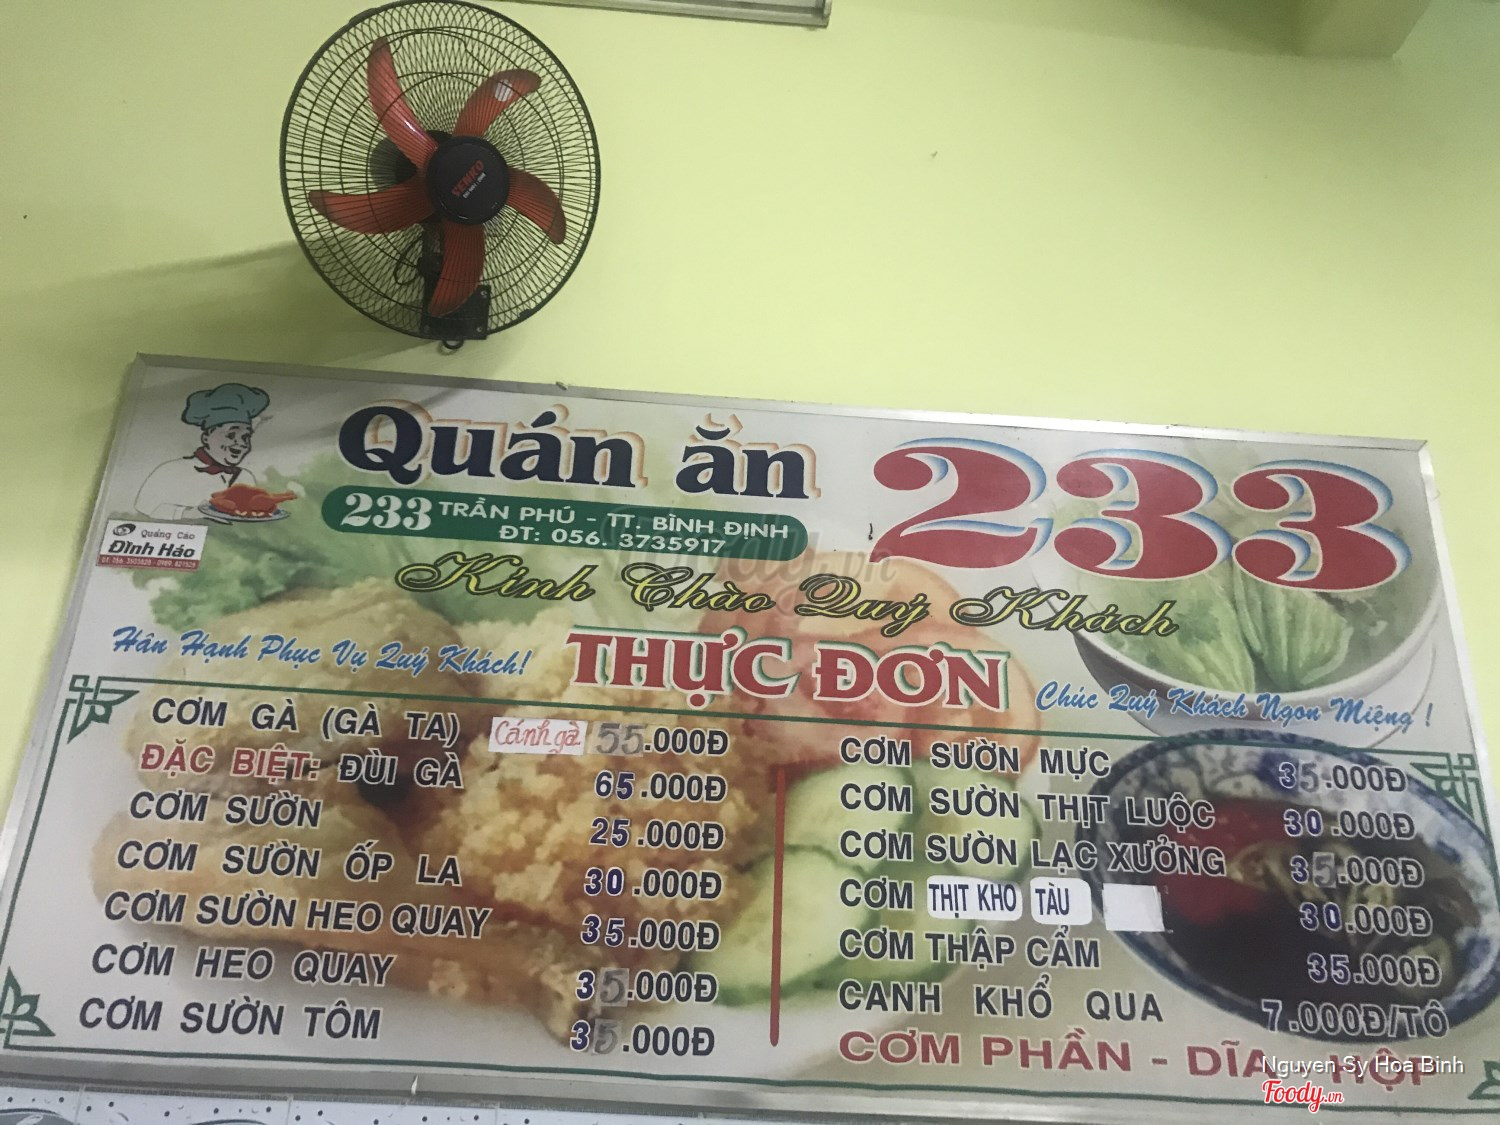 SENKO
Quán ăn 233
233 TRẦN PHÚ - TT. BÌNH ĐỊNH
ĐT: 056. 3735917
Quảng Cáo
Đình Hảo
Kính Chào Quý Khách
Hân Hạnh Phục Vụ Quý Khách!
THỰC ĐƠN
Chúc Quý Khách Ngon Miệng !
CƠM GÀ (GÀ TA) Cánh gà 55.000Đ
ĐẶC BIỆT: ĐÙI GÀ 65.000Đ
CƠM SƯỜN 25.000Đ
CƠM SƯỜN ỐP LA 30.000Đ
CƠM SƯỜN HEO QUAY 35.000Đ
CƠM HEO QUAY 35.000Đ
CƠM SƯỜN TÔM 35.000Đ
CƠM SƯỜN MỰC 35.000Đ
CƠM SƯỜN THỊT LUỘC 30.000Đ
CƠM SƯỜN LẠC XƯỞNG 35.000Đ
CƠM THỊT KHO TÀU 30.000Đ
CƠM THẬP CẨM 35.000Đ
CANH KHỔ QUA 7.000Đ/TÔ
CƠM PHẦN - DĨA - HỘP
Nguyen Sy Hoa Binh
Foody.vn